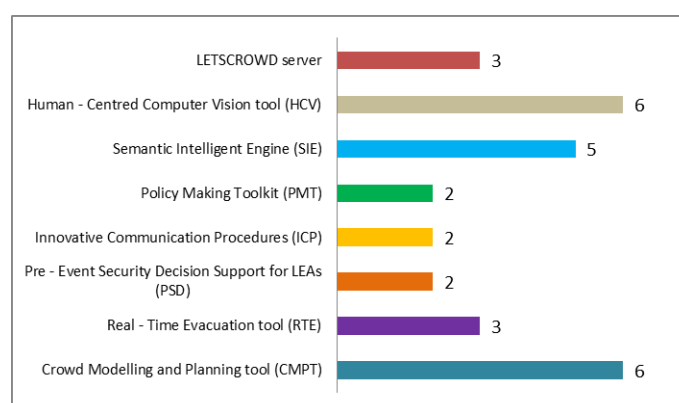 LETSCROWD server 3
Human - Centred Computer Vision tool (HCV) 6
Semantic Intelligent Engine (SIE) 5
Policy Making Toolkit (PMT) 2
Innovative Communication Procedures (ICP) 2
Pre - Event Security Decision Support for LEAs
(PSD) 2
Real - Time Evacuation tool (RTE) 3
Crowd Modelling and Planning tool (CMPT) 6